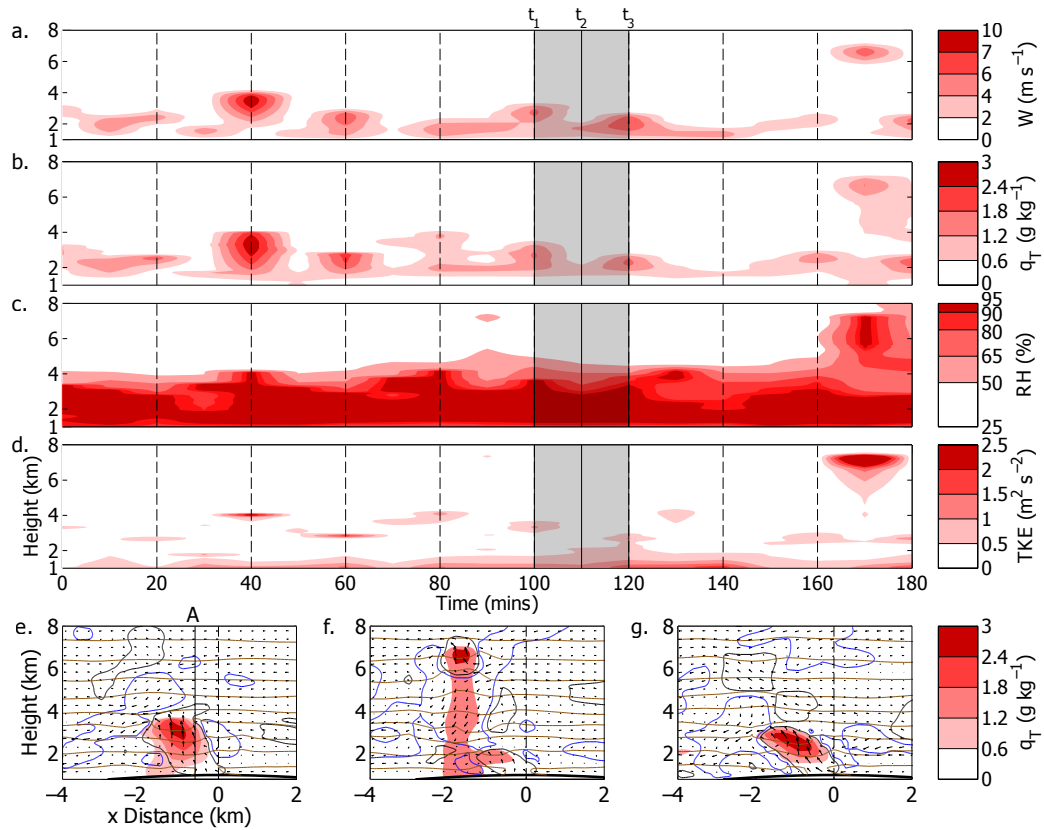 t1 t2 t3
a. 8 6 4 2 1 10 7 6 4 2 0 W (m s⁻¹)
b. 8 6 4 2 1 3 2.4 1.8 1.2 0.6 0 qT (g kg⁻¹)
c. 8 6 4 2 1 95 90 80 65 50 25 RH (%)
d. 8 6 4 2 1 Height (km) 2.5 2 1.5 1 0.5 0 TKE (m² s⁻²)
0 20 40 60 80 100 120 140 160 180
Time (mins)
A
e. 8 6 4 2 Height (km) f. 8 6 4 2 g. 8 6 4 2 3 2.4 1.8 1.2 0.6 0 qT (g kg⁻¹)
−4 −2 0 2 −4 −2 0 2 −4 −2 0 2
x Distance (km)